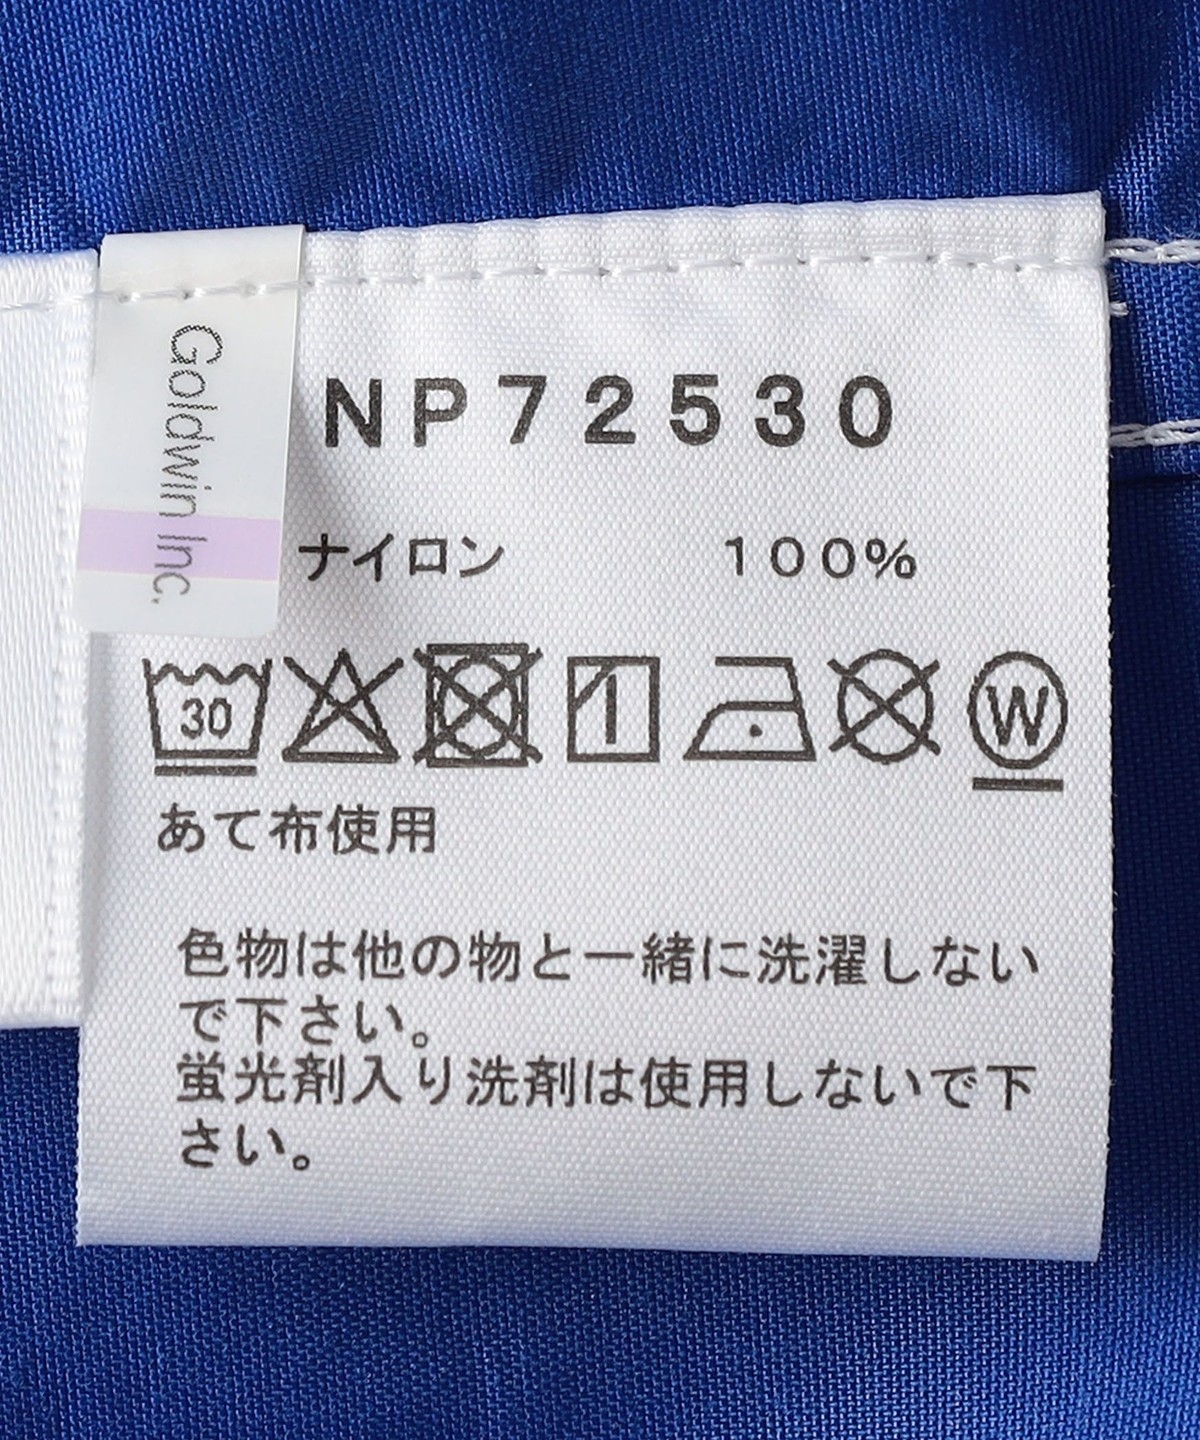 Goldwin Inc.
NP72530
ナイロン 100%
30
W
あて布使用
色物は他の物と一緒に洗濯しない
で下さい。
蛍光剤入り洗剤は使用しないで下
さい。